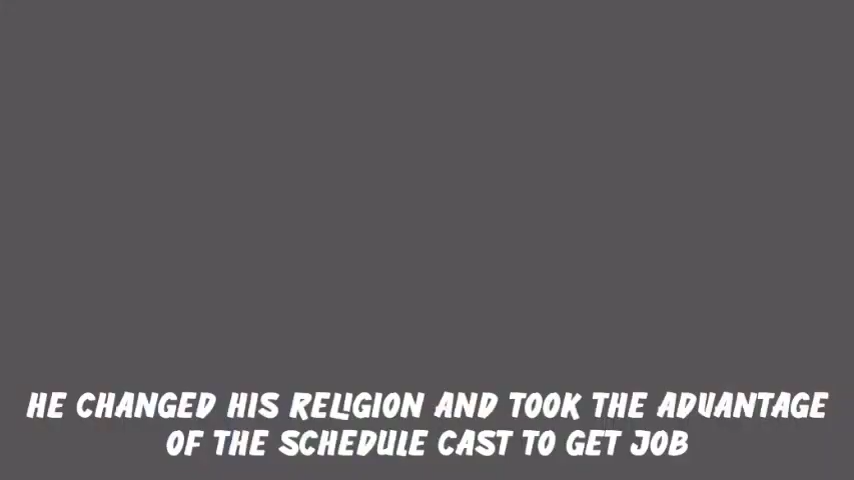 HE CHANGED HIS RELIGION AND TOOK THE ADVANTAGE
OF THE SCHEDULE CAST TO GET JOB